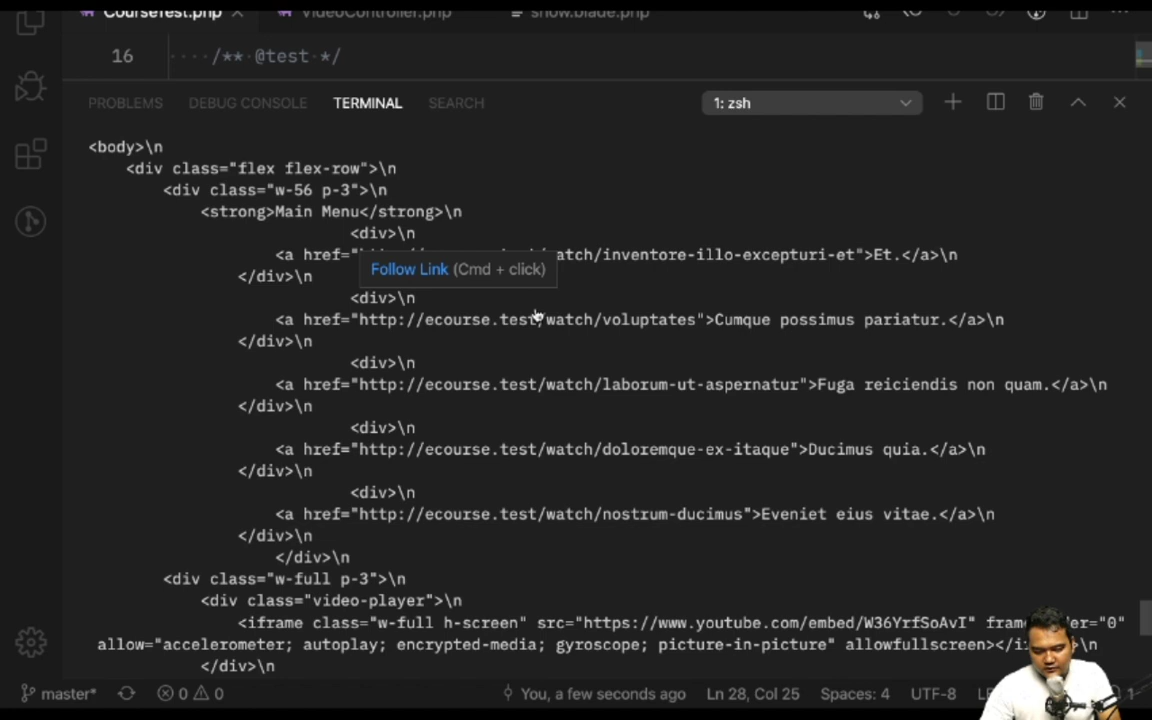 CourseTest.php VideoController.php show.blade.php
16 /** @test */
PROBLEMS DEBUG CONSOLE TERMINAL SEARCH 1: zsh
<body>\n
<div class="flex flex-row">\n
<div class="w-56 p-3">\n
<strong>Main Menu</strong>\n
<div>\n
<a href="http://ecourse.test/watch/inventore-illo-excepturi-et">Et.</a>\n
Follow Link (Cmd + click)
</div>\n
<div>\n
<a href="http://ecourse.test/watch/voluptates">Cumque possimus pariatur.</a>\n
</div>\n
<div>\n
<a href="http://ecourse.test/watch/laborum-ut-aspernatur">Fuga reiciendis non quam.</a>\n
</div>\n
<div>\n
<a href="http://ecourse.test/watch/doloremque-ex-itaque">Ducimus quia.</a>\n
</div>\n
<div>\n
<a href="http://ecourse.test/watch/nostrum-ducimus">Eveniet eius vitae.</a>\n
</div>\n
</div>\n
<div class="w-full p-3">\n
<div class="video-player">\n
<iframe class="w-full h-screen" src="https://www.youtube.com/embed/W36YrfSoAvI"
allow="accelerometer; autoplay; encrypted-media; gyroscope; picture-in-picture" allowfullscreen>
</div>\n
master* 0 0 You, a few seconds ago Ln 28, Col 25 Spaces: 4 UTF-8